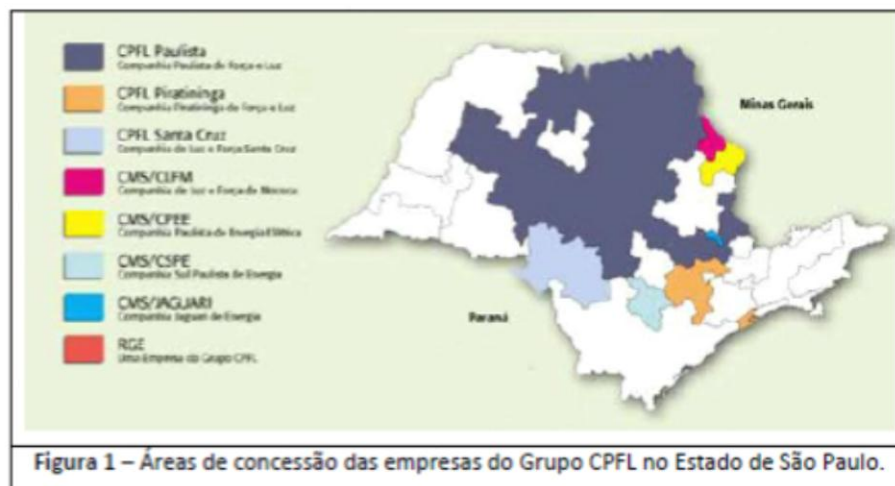 CPFL Paulista
Companhia Paulista de Força e Luz
CPFL Piratininga
Companhia Piratininga de Força e Luz
CPFL Santa Cruz
Companhia de Luz e Força Santa Cruz
CMS/CLFM
Companhia de Luz e Força de Mococa
CMS/CPEE
Companhia Paulista de Energia Elétrica
CMS/CSPE
Companhia Sul Paulista de Energia
CMS/JAGUARI
Companhia Jaguari de Energia
RGE
Uma Empresa do Grupo CPFL
Minas Gerais
Paraná
Figura 1 – Áreas de concessão das empresas do Grupo CPFL no Estado de São Paulo.